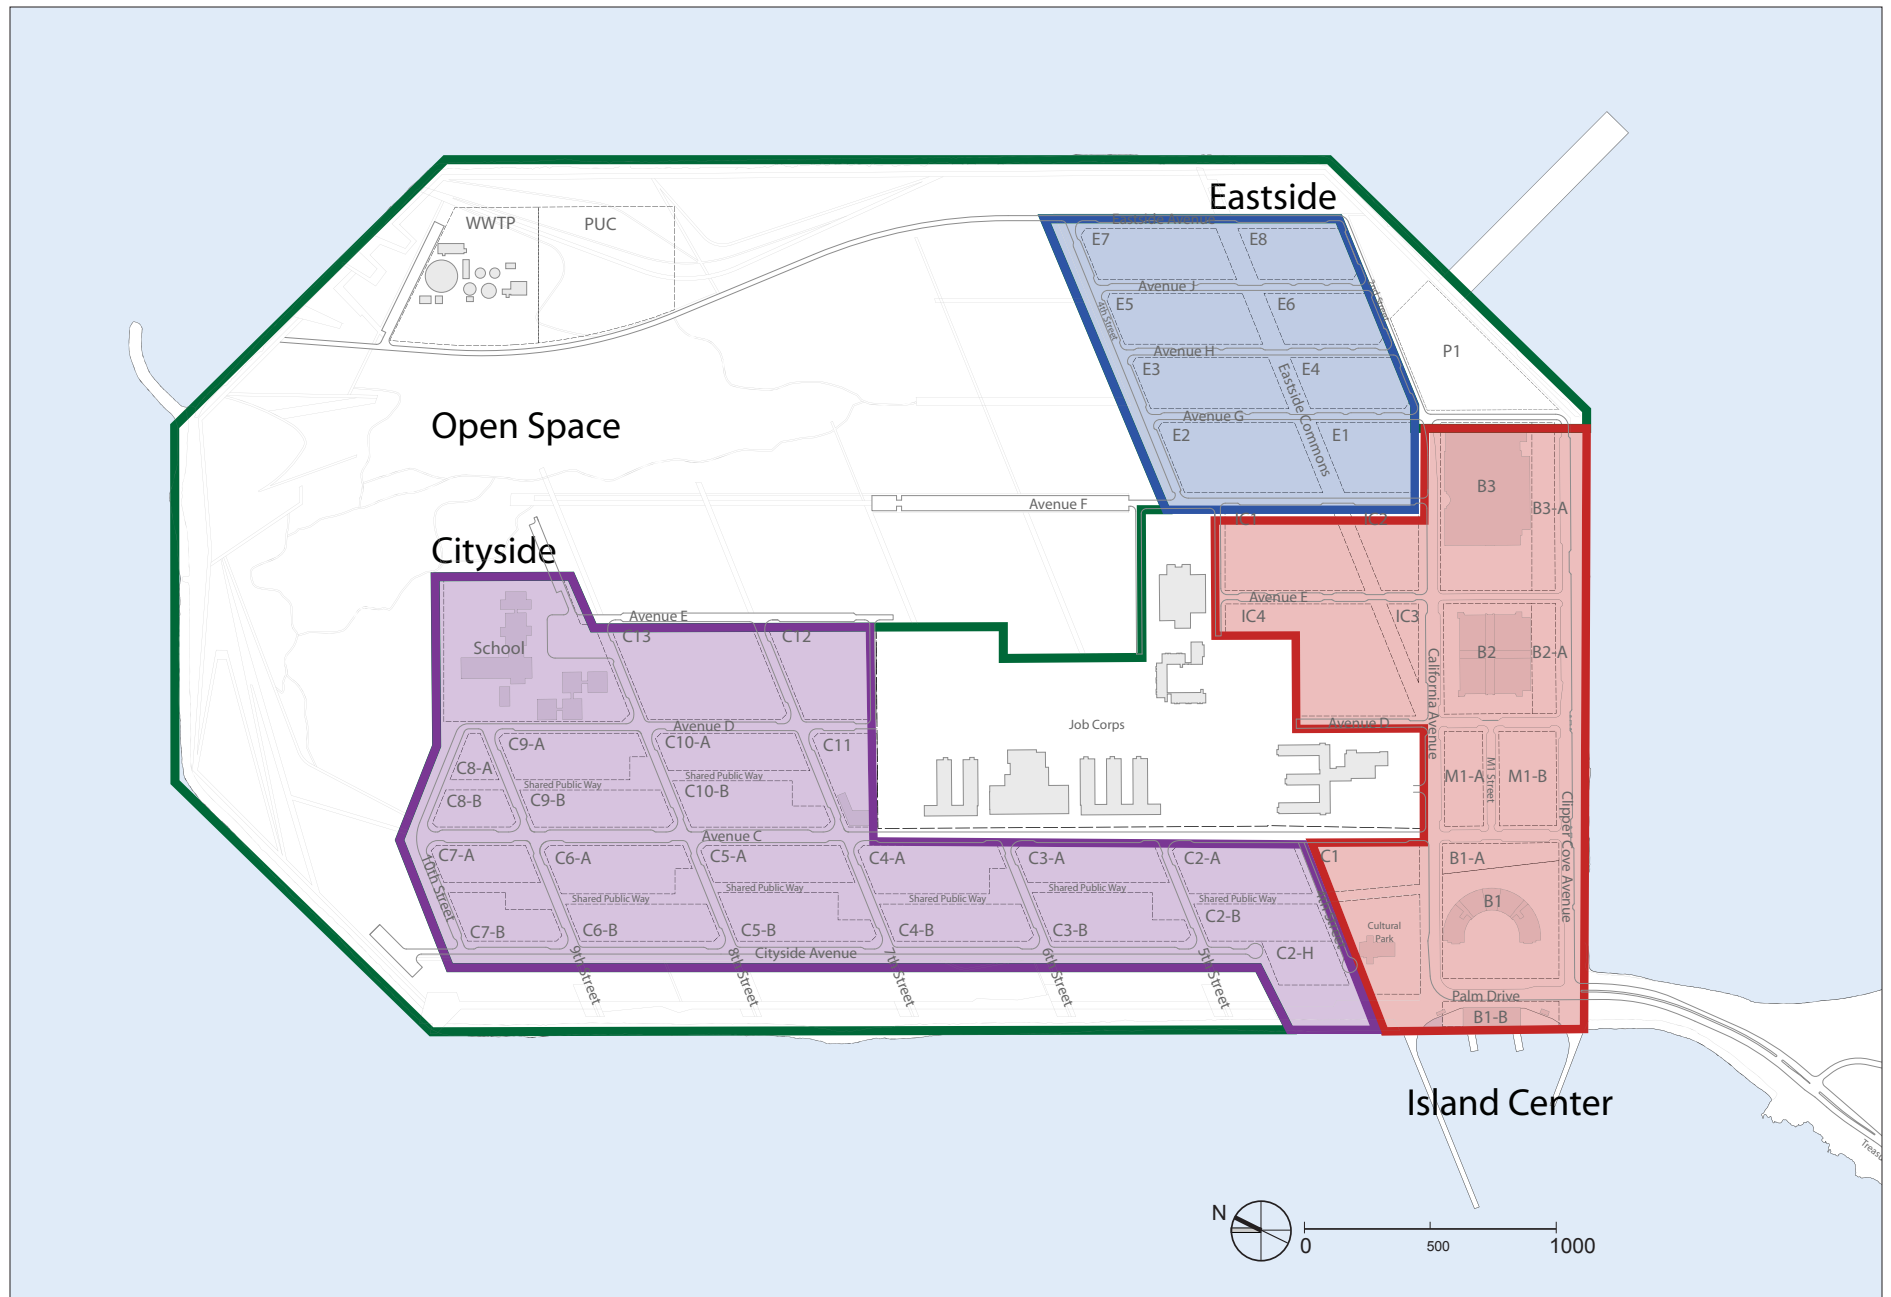 Eastside
WWTP
PUC
Eastside Avenue
E7
E8
Avenue J
2nd Street
E5
E6
4th Street
Avenue H
P1
E3
E4
Eastside Commons
Avenue G
Open Space
E2
E1
B3
B3-A
Avenue F
IC1
IC2
Cityside
Avenue E
Avenue E
IC4
IC3
C13
C12
School
California Avenue
B2
B2-A
Job Corps
Avenue D
Avenue D
C9-A
C10-A
C11
C8-A
Shared Public Way
Shared Public Way
M1-A
M1 Street
M1-B
C8-B
C9-B
C10-B
Clipper Cove Avenue
Avenue C
C7-A
C6-A
C5-A
C4-A
C3-A
C2-A
C1
B1-A
10th Street
Shared Public Way
Shared Public Way
Shared Public Way
Shared Public Way
Shared Public Way
B1
C7-B
C6-B
C5-B
C4-B
C3-B
C2-B
Cultural
Park
Cityside Avenue
C2-H
9th Street
8th Street
7th Street
6th Street
5th Street
Palm Drive
B1-B
Island Center
N
0
500
1000